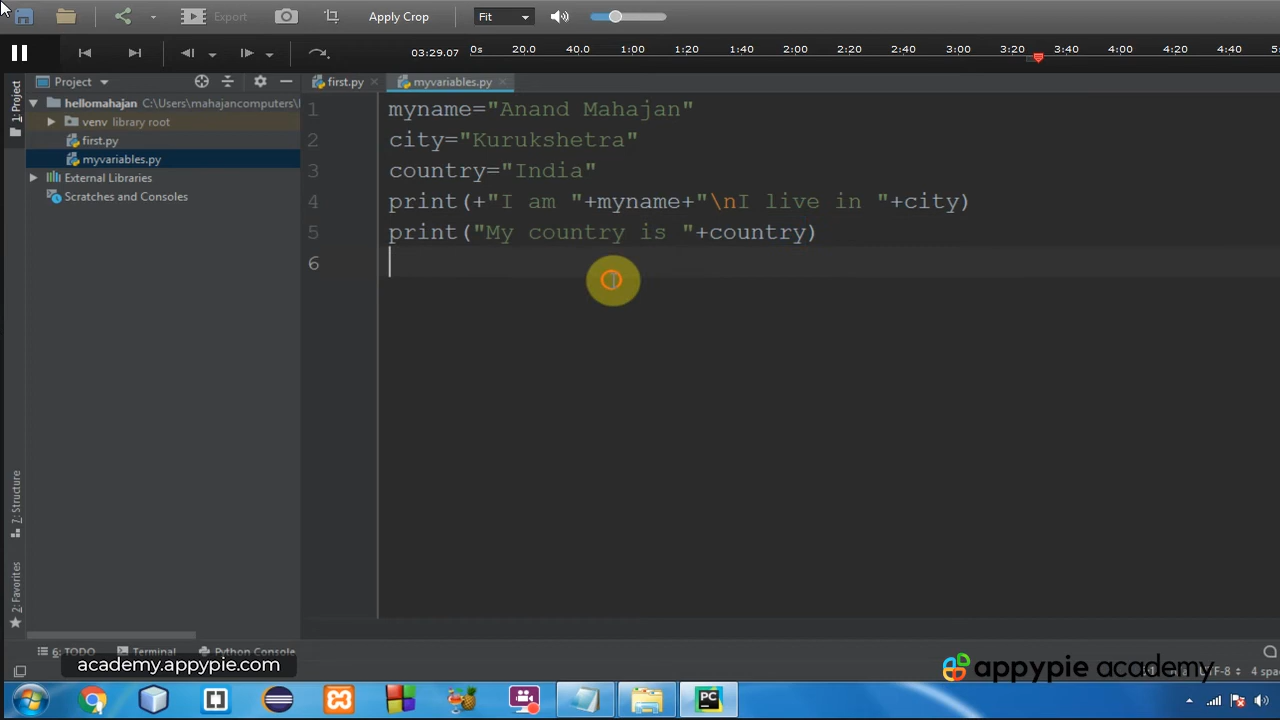 Export
Apply Crop
Fit
03:29.07
0s 20.0 40.0 1:00 1:20 1:40 2:00 2:20 2:40 3:00 3:20 3:40 4:00 4:20 4:40
Project
first.py
myvariables.py
1: Project
hellomahajan C:\Users\mahajancomputers\
venv library root
first.py
myvariables.py
External Libraries
Scratches and Consoles
1 myname="Anand Mahajan"
2 city="Kurukshetra"
3 country="India"
4 print(+"I am "+myname+"\nI live in "+city)
5 print("My country is "+country)
6
7: Structure
2: Favorites
6: TODO
Terminal
Python Console
academy.appypie.com
appypie academy
4 spa
PC